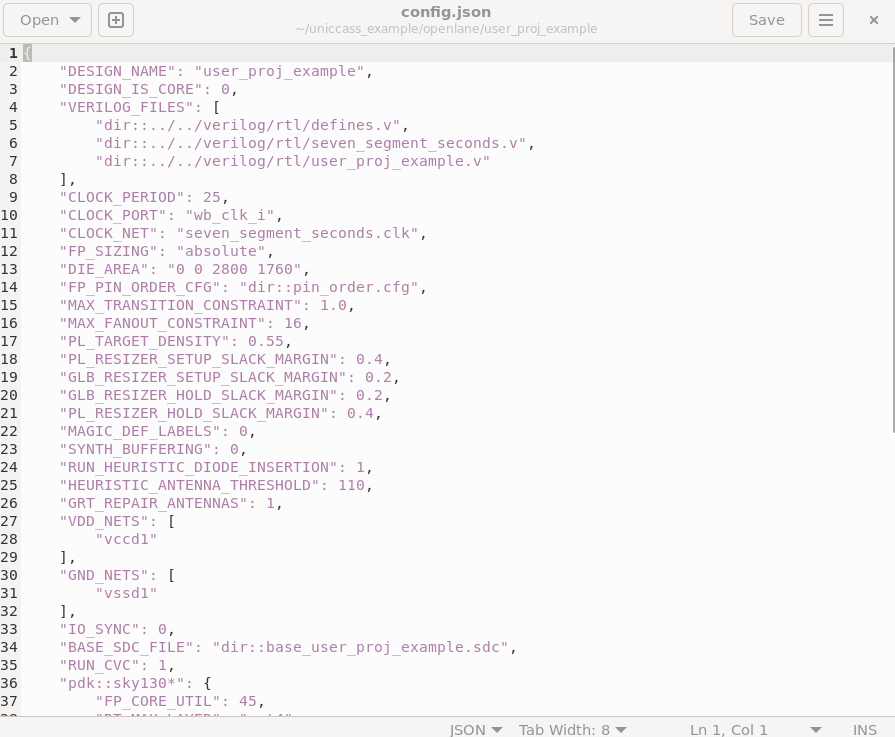 Open
config.json
~/uniccass_example/openlane/user_proj_example
Save
1 {
2 "DESIGN_NAME": "user_proj_example",
3 "DESIGN_IS_CORE": 0,
4 "VERILOG_FILES": [
5 "dir::../../verilog/rtl/defines.v",
6 "dir::../../verilog/rtl/seven_segment_seconds.v",
7 "dir::../../verilog/rtl/user_proj_example.v"
8 ],
9 "CLOCK_PERIOD": 25,
10 "CLOCK_PORT": "wb_clk_i",
11 "CLOCK_NET": "seven_segment_seconds.clk",
12 "FP_SIZING": "absolute",
13 "DIE_AREA": "0 0 2800 1760",
14 "FP_PIN_ORDER_CFG": "dir::pin_order.cfg",
15 "MAX_TRANSITION_CONSTRAINT": 1.0,
16 "MAX_FANOUT_CONSTRAINT": 16,
17 "PL_TARGET_DENSITY": 0.55,
18 "PL_RESIZER_SETUP_SLACK_MARGIN": 0.4,
19 "GLB_RESIZER_SETUP_SLACK_MARGIN": 0.2,
20 "GLB_RESIZER_HOLD_SLACK_MARGIN": 0.2,
21 "PL_RESIZER_HOLD_SLACK_MARGIN": 0.4,
22 "MAGIC_DEF_LABELS": 0,
23 "SYNTH_BUFFERING": 0,
24 "RUN_HEURISTIC_DIODE_INSERTION": 1,
25 "HEURISTIC_ANTENNA_THRESHOLD": 110,
26 "GRT_REPAIR_ANTENNAS": 1,
27 "VDD_NETS": [
28 "vccd1"
29 ],
30 "GND_NETS": [
31 "vssd1"
32 ],
33 "IO_SYNC": 0,
34 "BASE_SDC_FILE": "dir::base_user_proj_example.sdc",
35 "RUN_CVC": 1,
36 "pdk::sky130*": {
37 "FP_CORE_UTIL": 45,
JSON Tab Width: 8 Ln 1, Col 1 INS